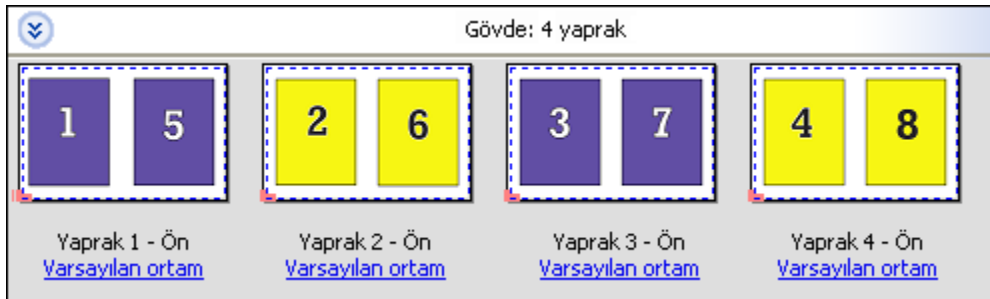 Gövde: 4 yaprak
1 5 2 6 3 7 4 8
Yaprak 1 - Ön Yaprak 2 - Ön Yaprak 3 - Ön Yaprak 4 - Ön
Varsayılan ortam Varsayılan ortam Varsayılan ortam Varsayılan ortam